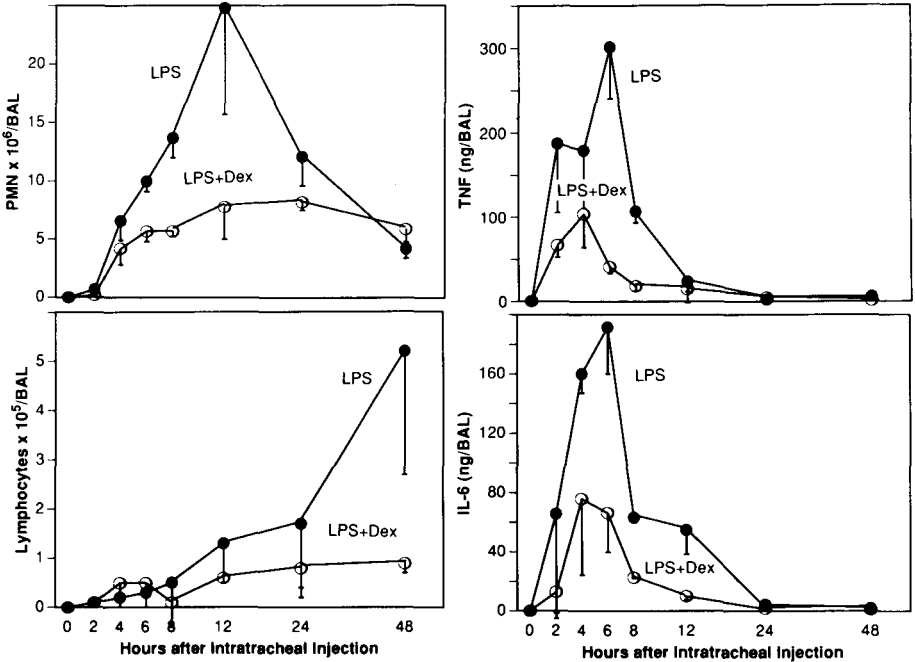 PMN x 10⁶/BAL
20
15
10
5
0
LPS
LPS+Dex
TNF (ng/BAL)
300
200
100
0
LPS
LPS+Dex
Lymphocytes x 10⁵/BAL
5
4
3
2
1
0
LPS
LPS+Dex
0 2 4 6 8 12 24 48
Hours after Intratracheal Injection
IL-6 (ng/BAL)
160
120
80
40
0
LPS
LPS+Dex
0 2 4 6 8 12 24 48
Hours after Intratracheal Injection